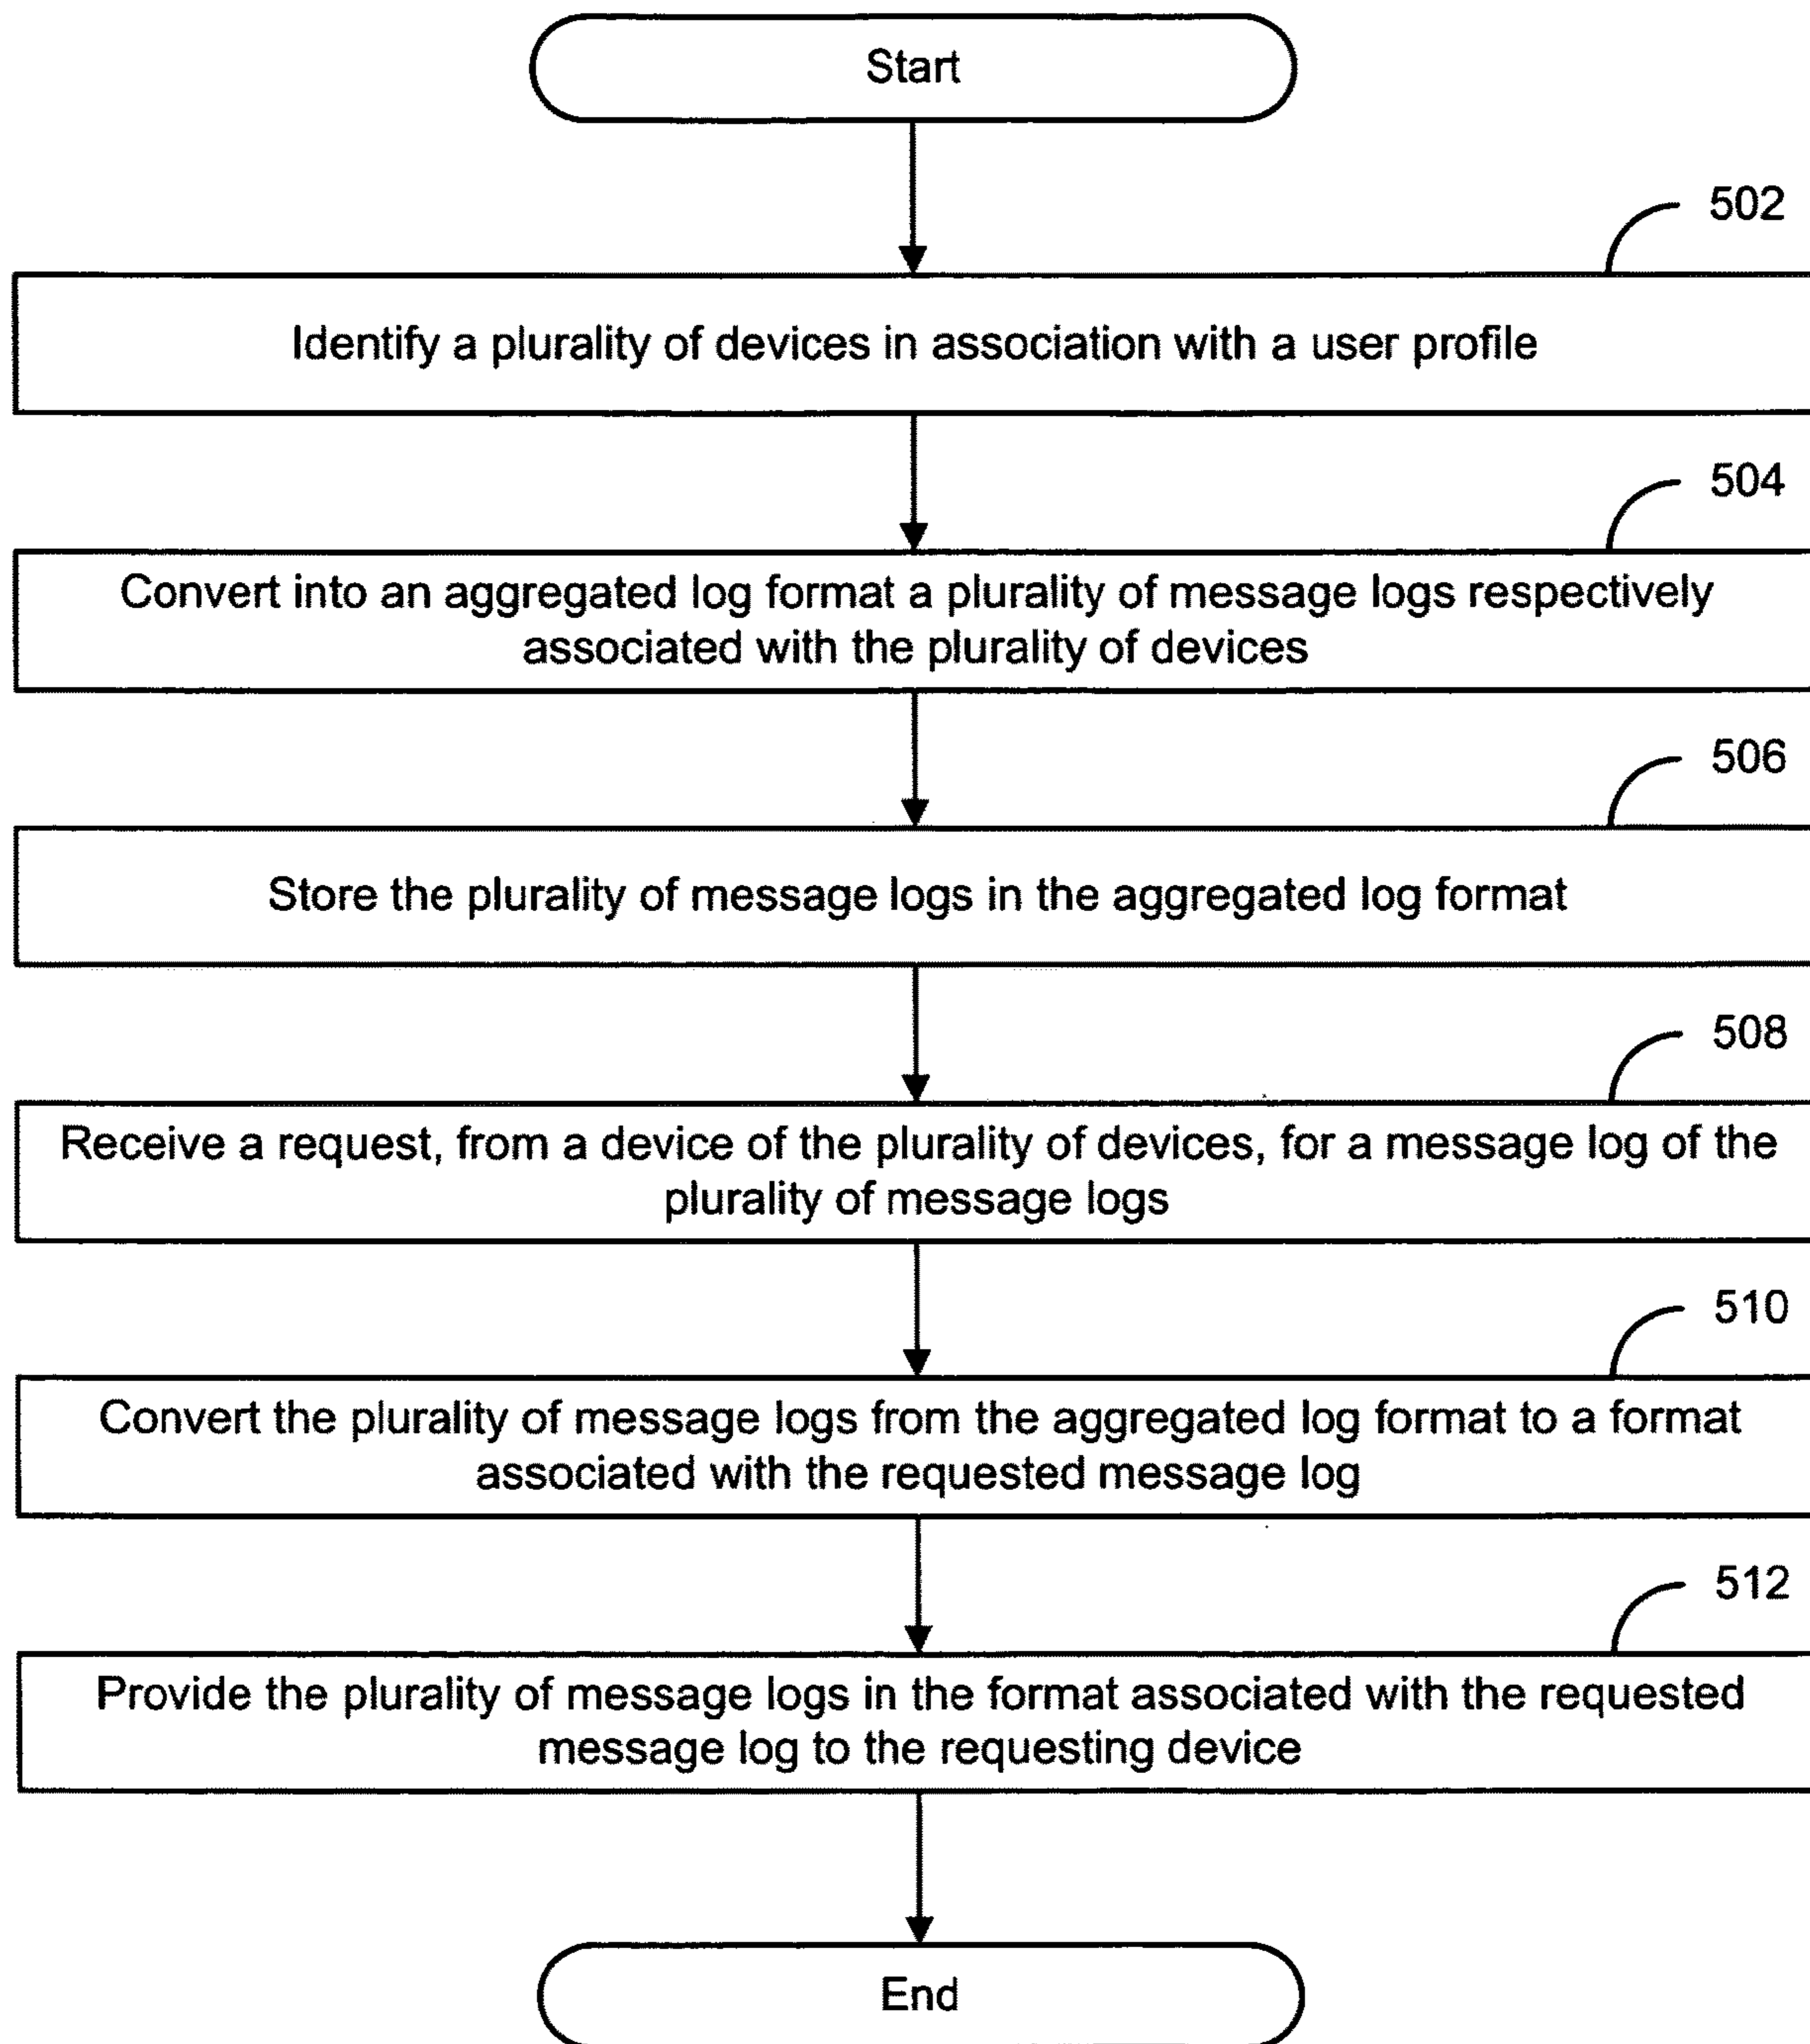 Start
502
Identify a plurality of devices in association with a user profile
504
Convert into an aggregated log format a plurality of message logs respectively
associated with the plurality of devices
506
Store the plurality of message logs in the aggregated log format
508
Receive a request, from a device of the plurality of devices, for a message log of the
plurality of message logs
510
Convert the plurality of message logs from the aggregated log format to a format
associated with the requested message log
512
Provide the plurality of message logs in the format associated with the requested
message log to the requesting device
End